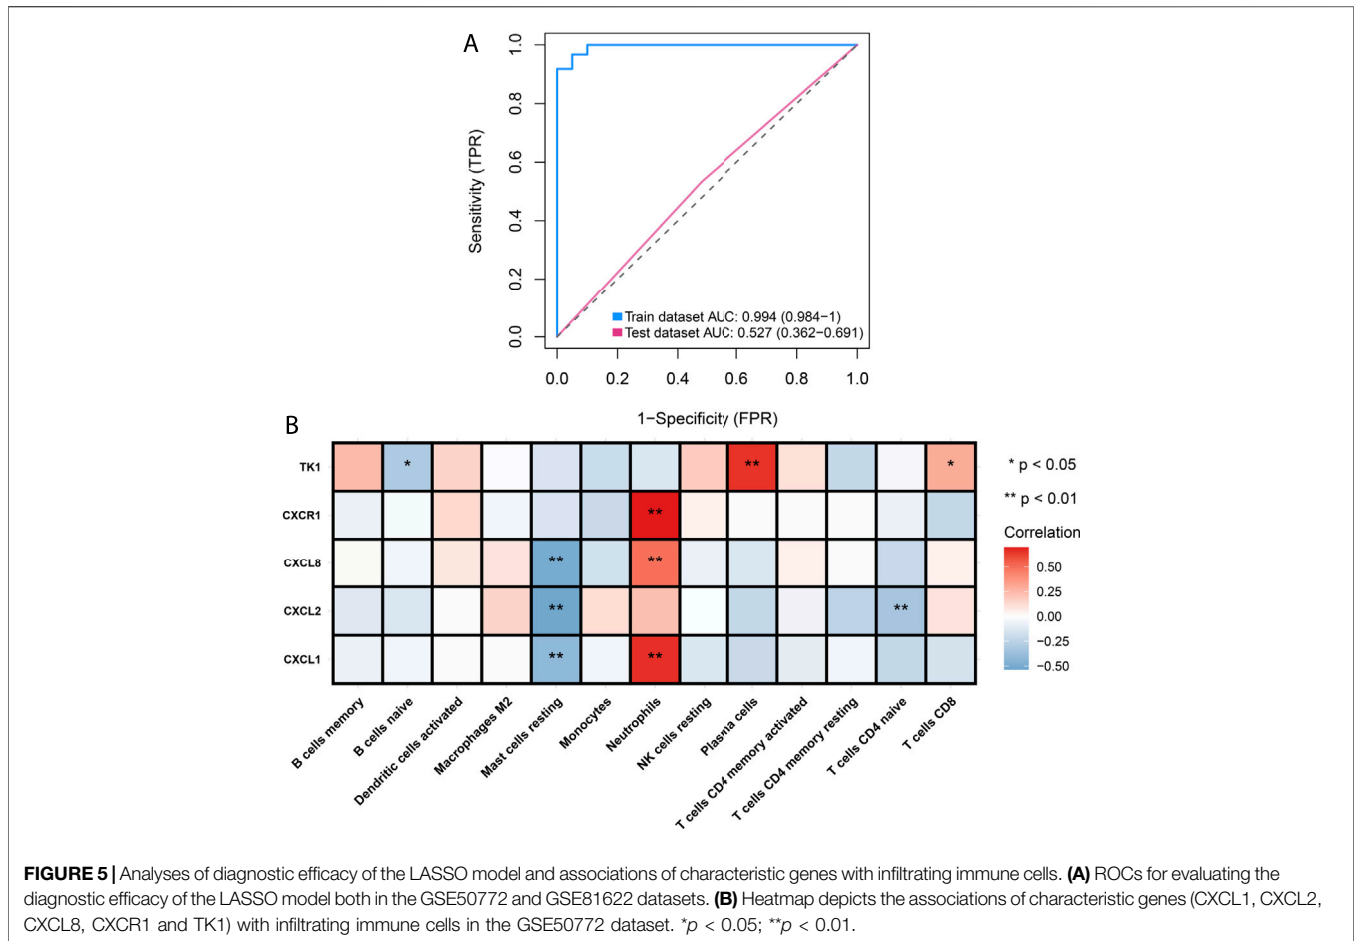 A
1.0
0.8
0.6
0.4
0.2
0.0
Sensitivity (TPR)
Train dataset AUC: 0.994 (0.984−1)
Test dataset AUC: 0.527 (0.362−0.691)
0.0 0.2 0.4 0.6 0.8 1.0
1−Specificity (FPR)
B
TK1 * ** *
CXCR1 **
CXCL8 ** **
CXCL2 ** **
CXCL1 ** **
* p < 0.05
** p < 0.01
Correlation
0.50
0.25
0.00
−0.25
−0.50
B cells memory
B cells naive
Dendritic cells activated
Macrophages M2
Mast cells resting
Monocytes
Neutrophils
NK cells resting
Plasma cells
T cells CD4 memory activated
T cells CD4 memory resting
T cells CD4 naive
T cells CD8
FIGURE 5 | Analyses of diagnostic efficacy of the LASSO model and associations of characteristic genes with infiltrating immune cells. (A) ROCs for evaluating the
diagnostic efficacy of the LASSO model both in the GSE50772 and GSE81622 datasets. (B) Heatmap depicts the associations of characteristic genes (CXCL1, CXCL2,
CXCL8, CXCR1 and TK1) with infiltrating immune cells in the GSE50772 dataset. *p < 0.05; **p < 0.01.